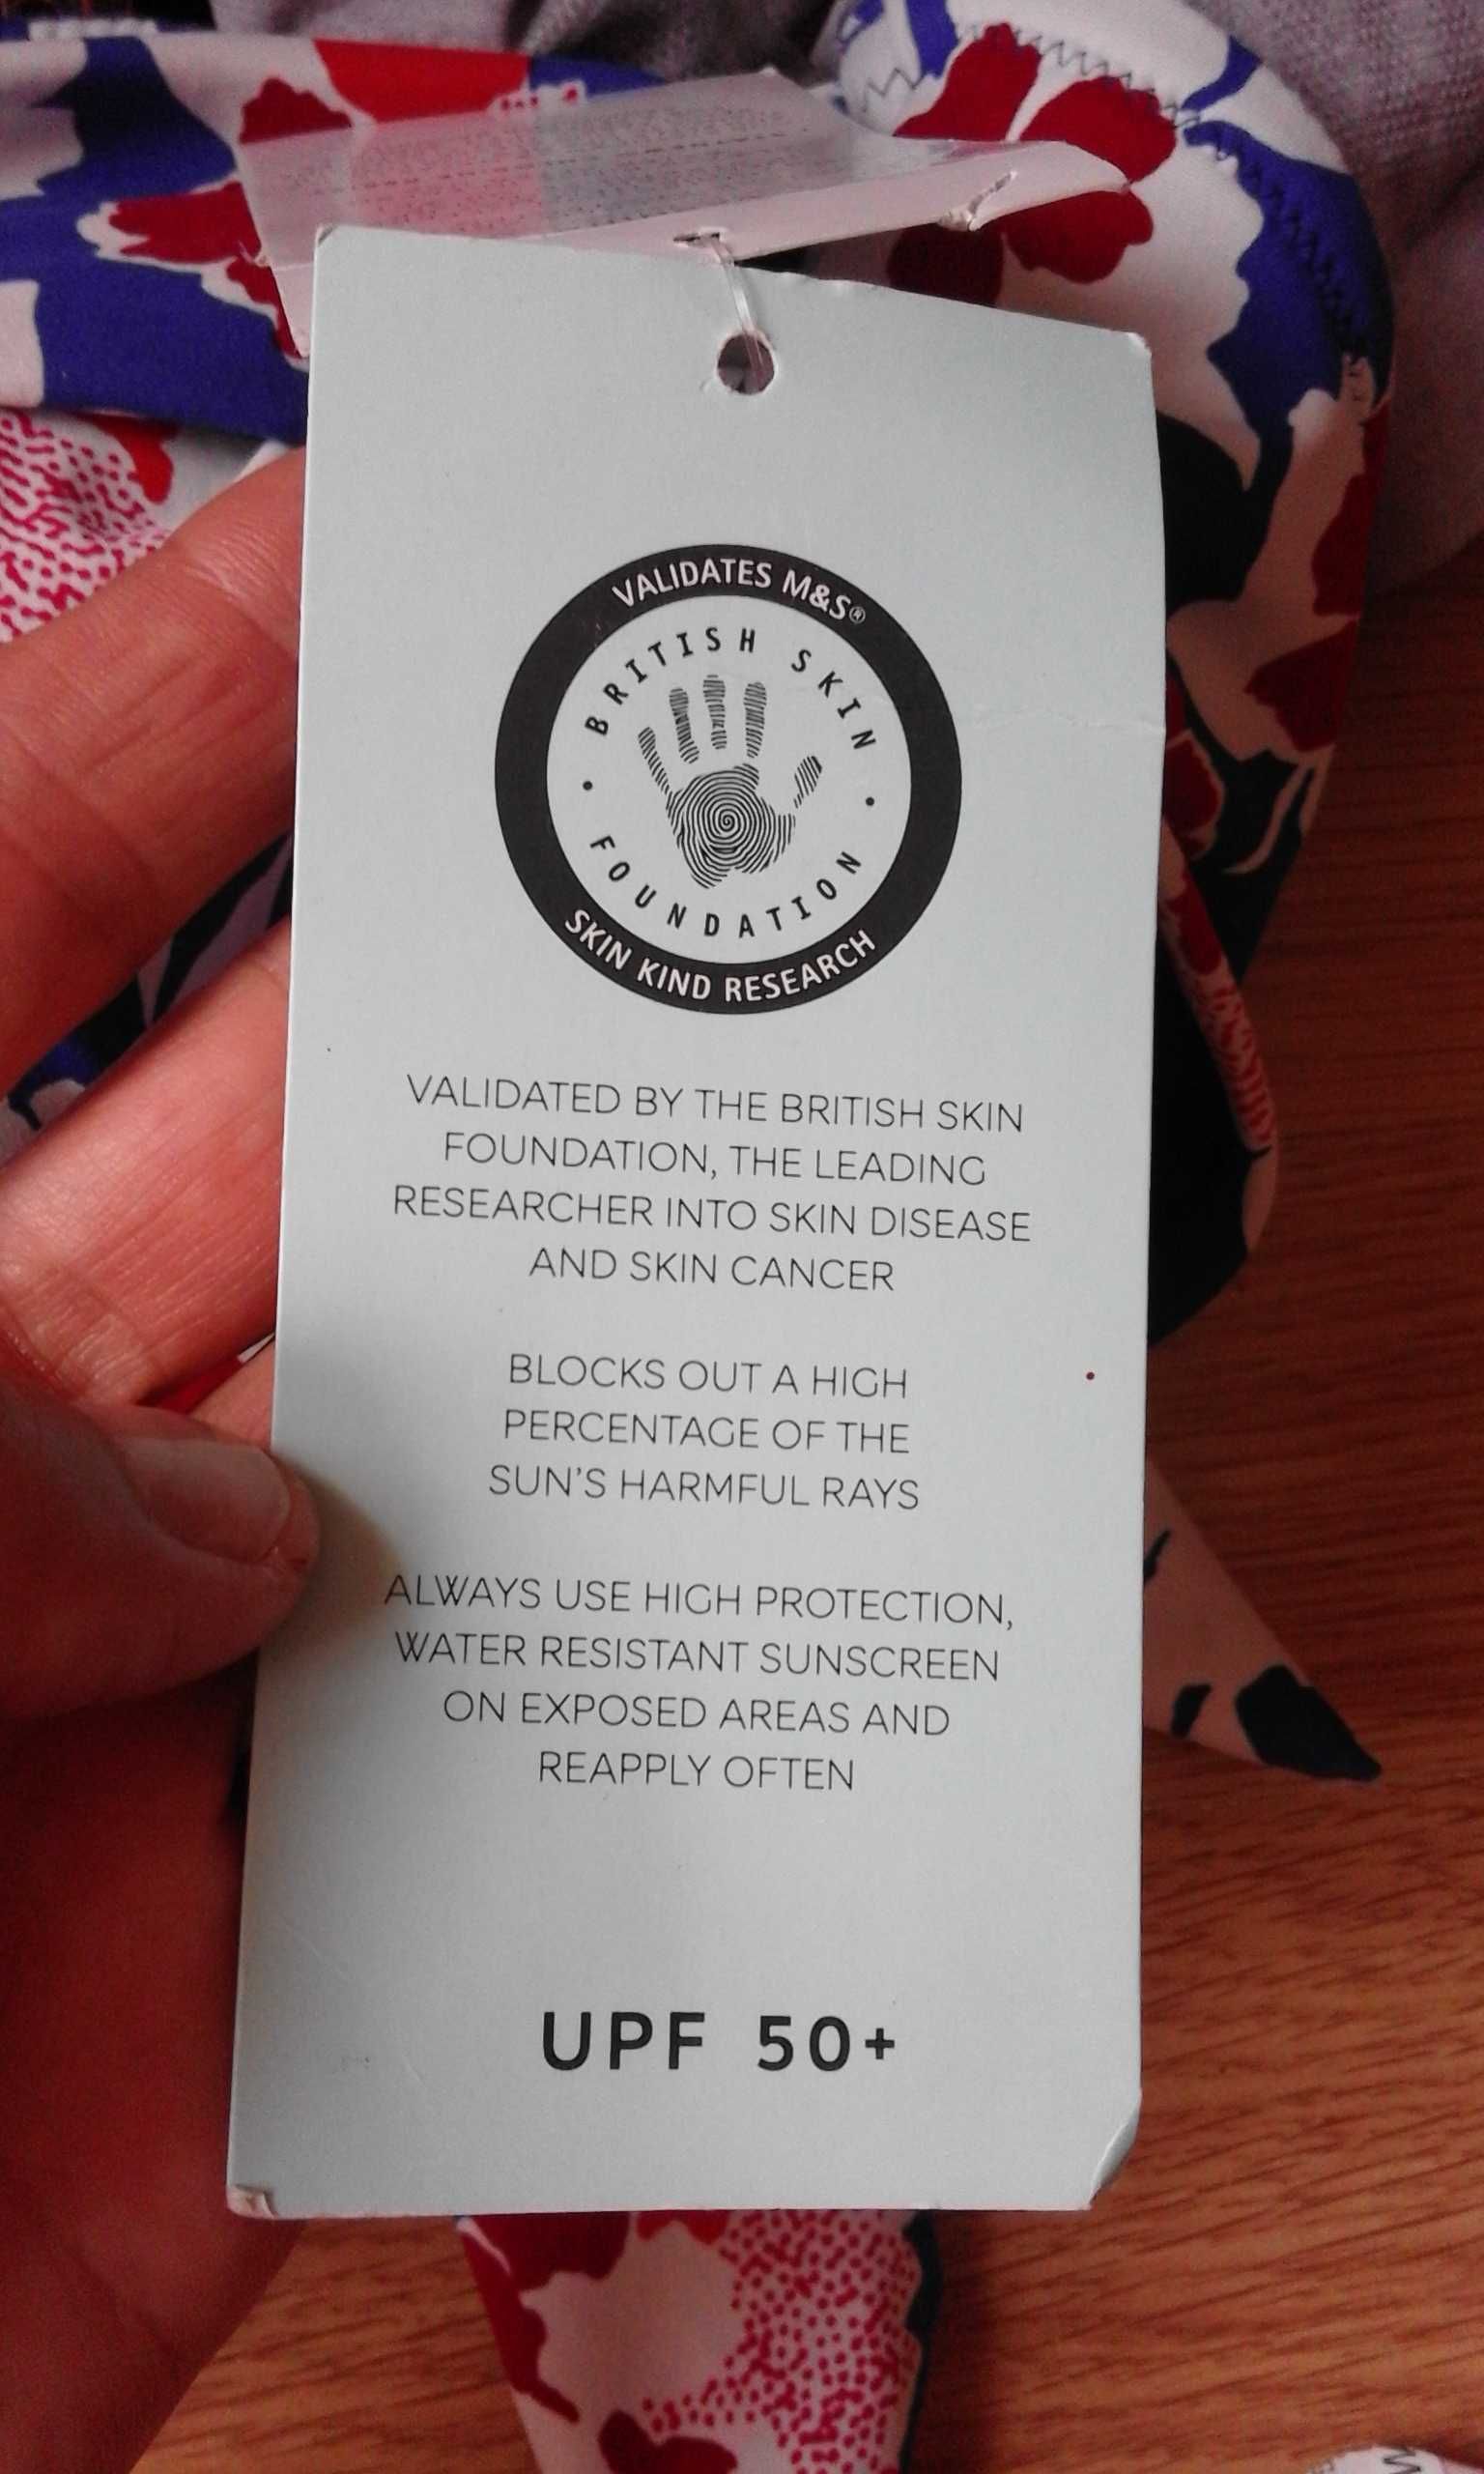 VALIDATES M&S®
BRITISH SKIN
FOUNDATION
SKIN KIND RESEARCH
VALIDATED BY THE BRITISH SKIN
FOUNDATION, THE LEADING
RESEARCHER INTO SKIN DISEASE
AND SKIN CANCER
BLOCKS OUT A HIGH
PERCENTAGE OF THE
SUN'S HARMFUL RAYS
ALWAYS USE HIGH PROTECTION,
WATER RESISTANT SUNSCREEN
ON EXPOSED AREAS AND
REAPPLY OFTEN
UPF 50+